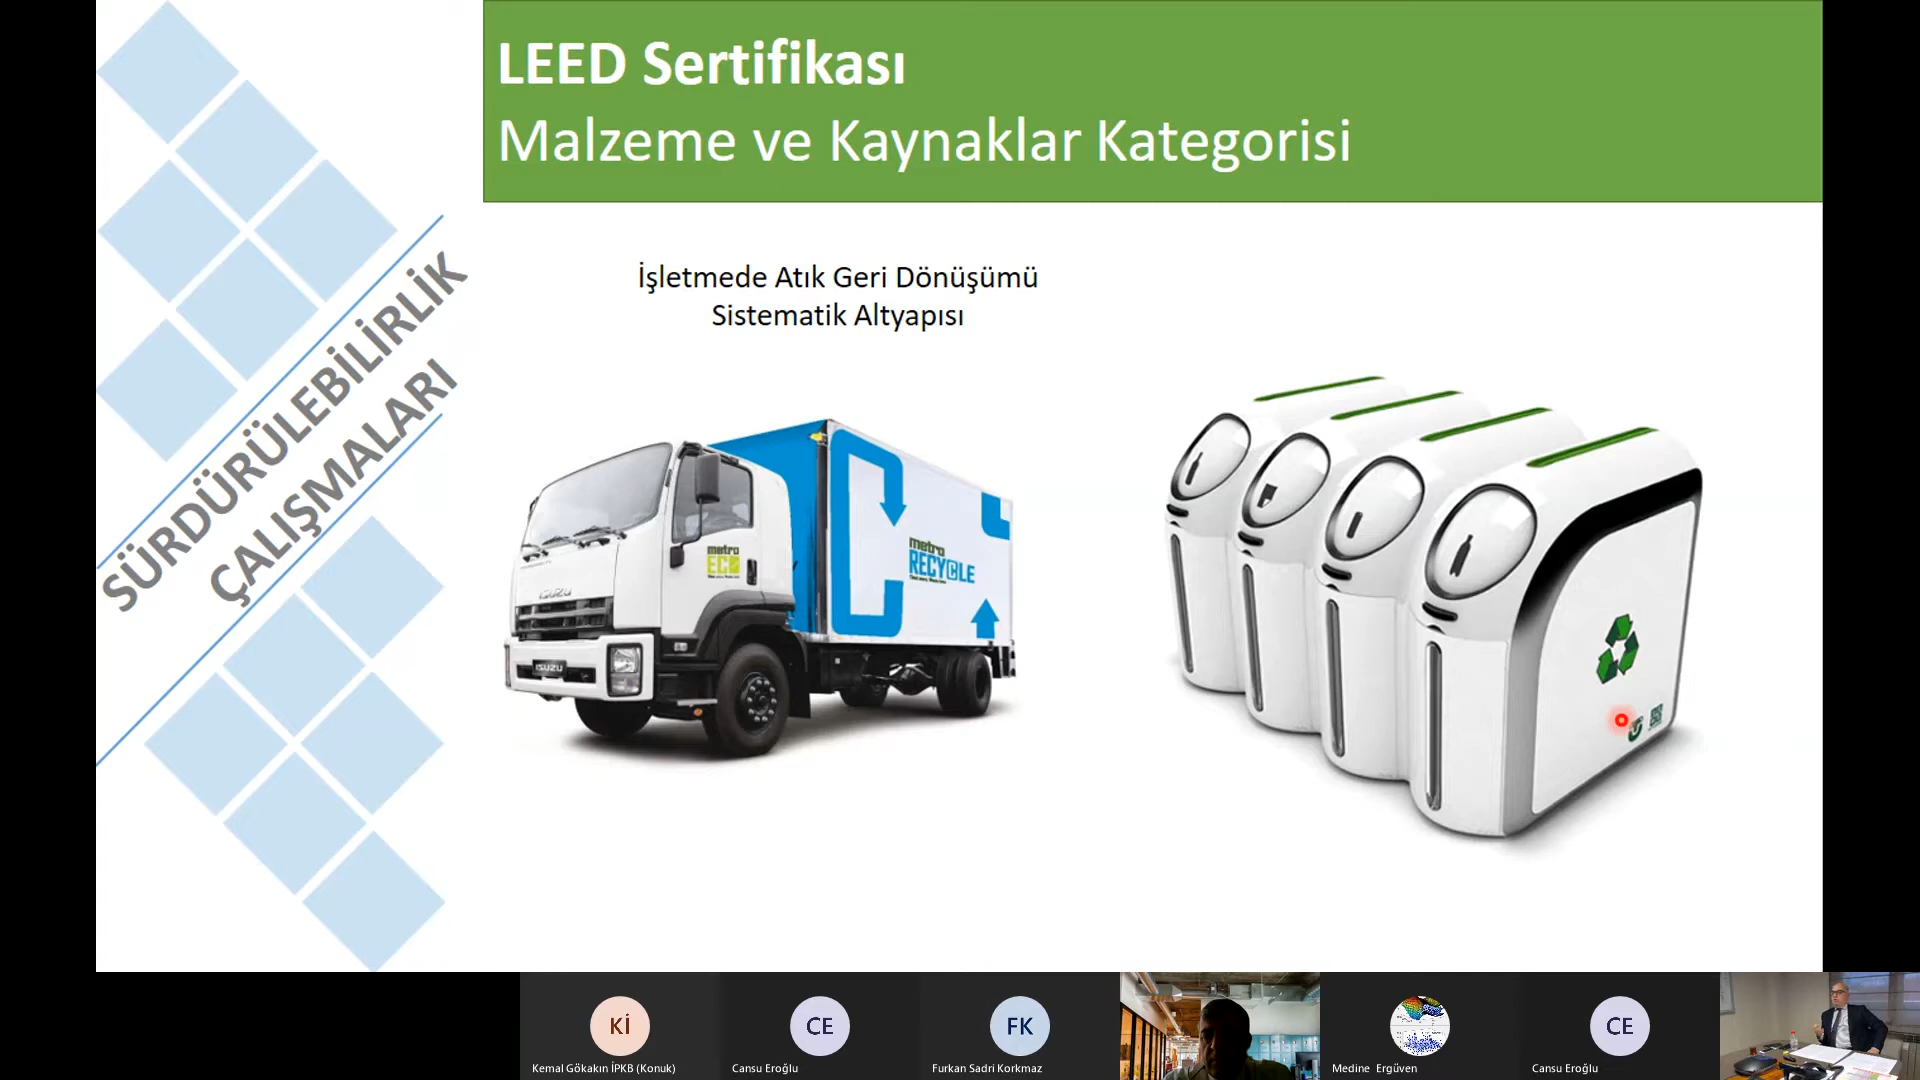 LEED Sertifikası
Malzeme ve Kaynaklar Kategorisi
SÜRDÜRÜLEBİLİRLİK
ÇALIŞMALARI
İşletmede Atık Geri Dönüşümü
Sistematik Altyapısı
metro
ECO
ISUZU
ISUZU
metro
RECYCLE
Kİ
Kemal Gökakın İPKB (Konuk)
CE
Cansu Eroğlu
FK
Furkan Sadri Korkmaz
Medine Ergüven
CE
Cansu Eroğlu